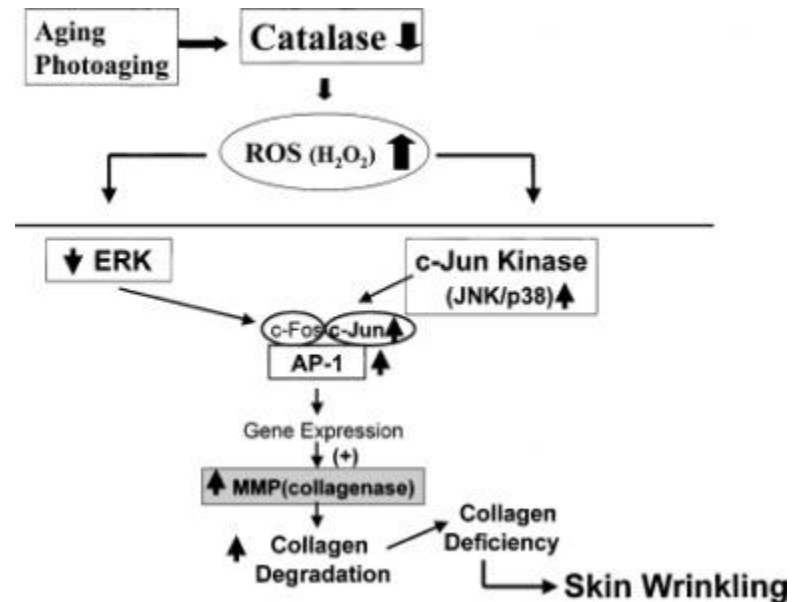 Aging
Photoaging
Catalase
ROS (H₂O₂)
ERK
c-Jun Kinase
(JNK/p38)
c-Fos
c-Jun
AP-1
Gene Expression
(+)
MMP(collagenase)
Collagen
Degradation
Collagen
Deficiency
Skin Wrinkling